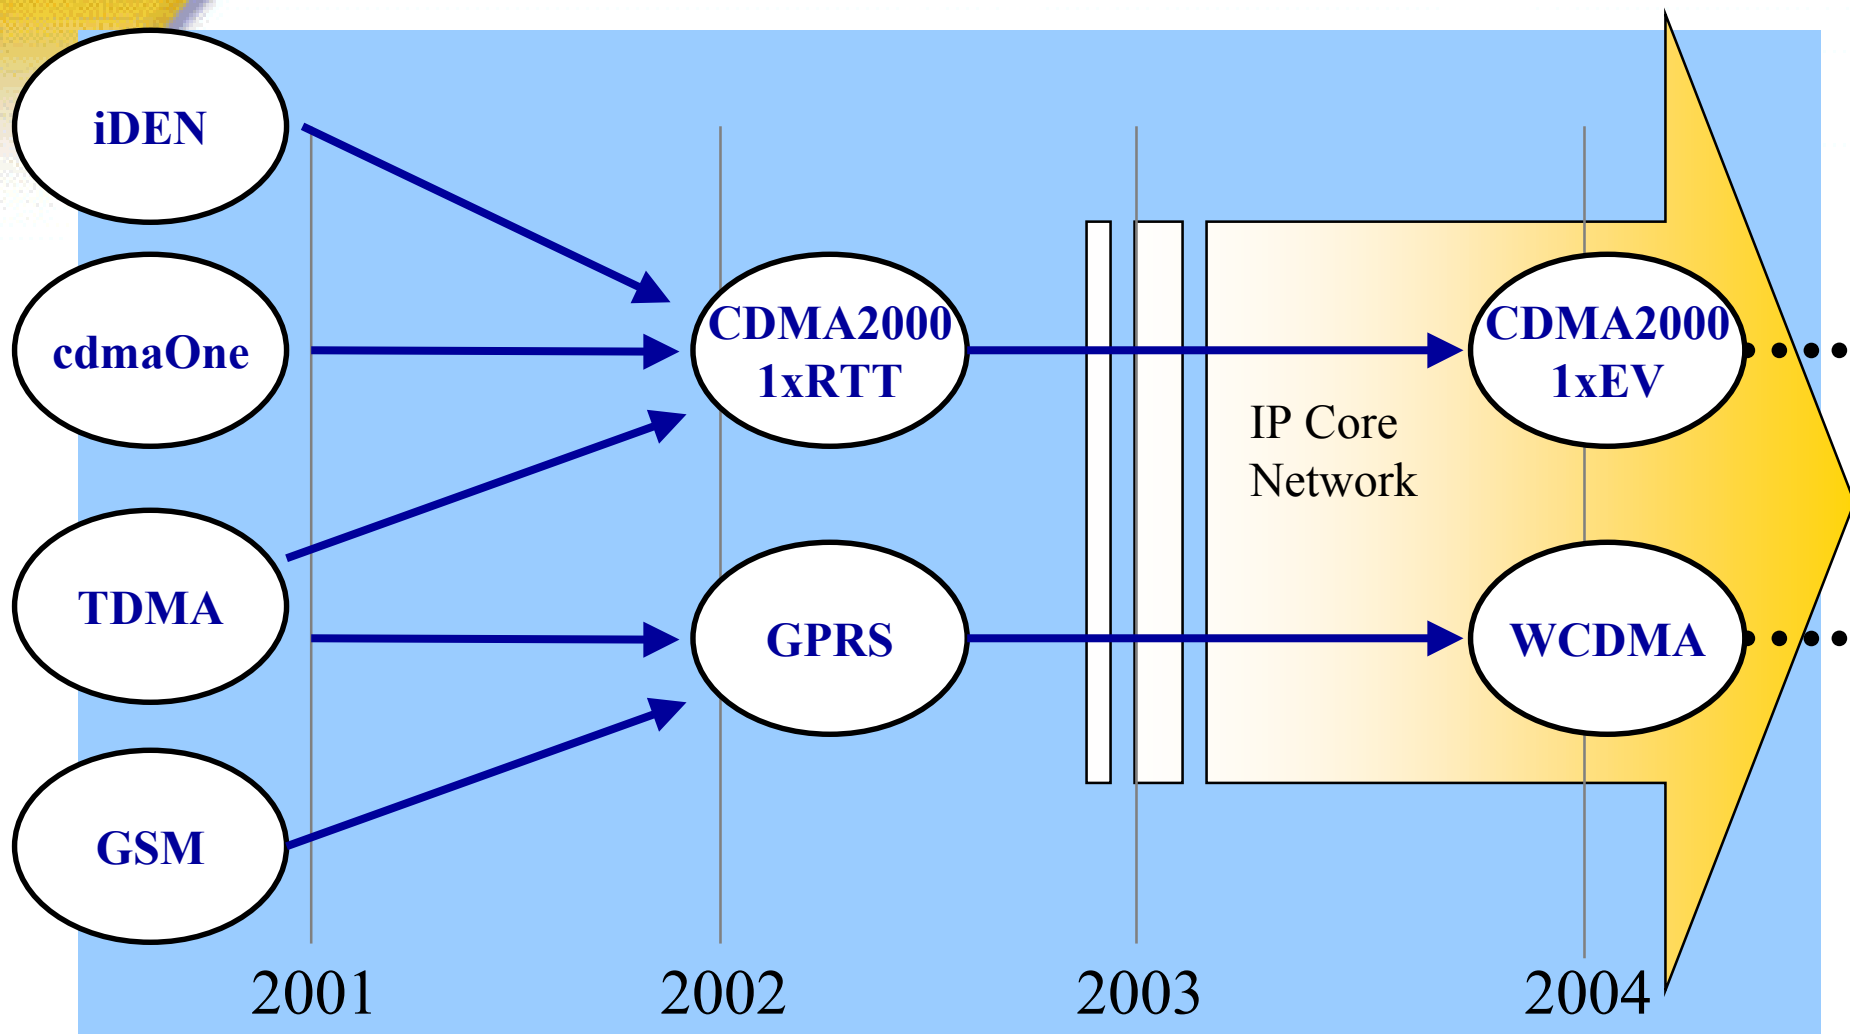 iDEN
cdmaOne
TDMA
GSM
CDMA2000
1xRTT
GPRS
IP Core
Network
CDMA2000
1xEV
WCDMA
2001
2002
2003
2004